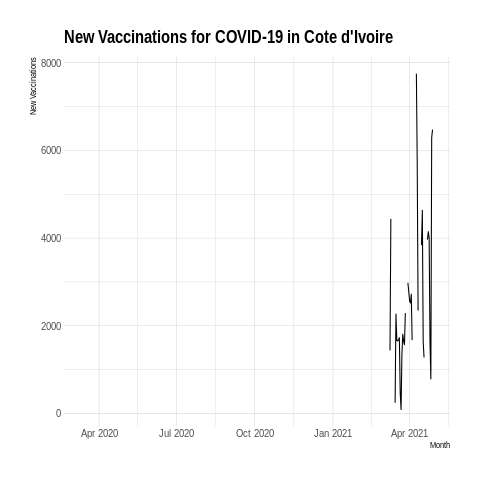 New Vaccinations for COVID-19 in Cote d'Ivoire
New Vaccinations
8000
6000
4000
2000
0
Apr 2020 Jul 2020 Oct 2020 Jan 2021 Apr 2021
Month